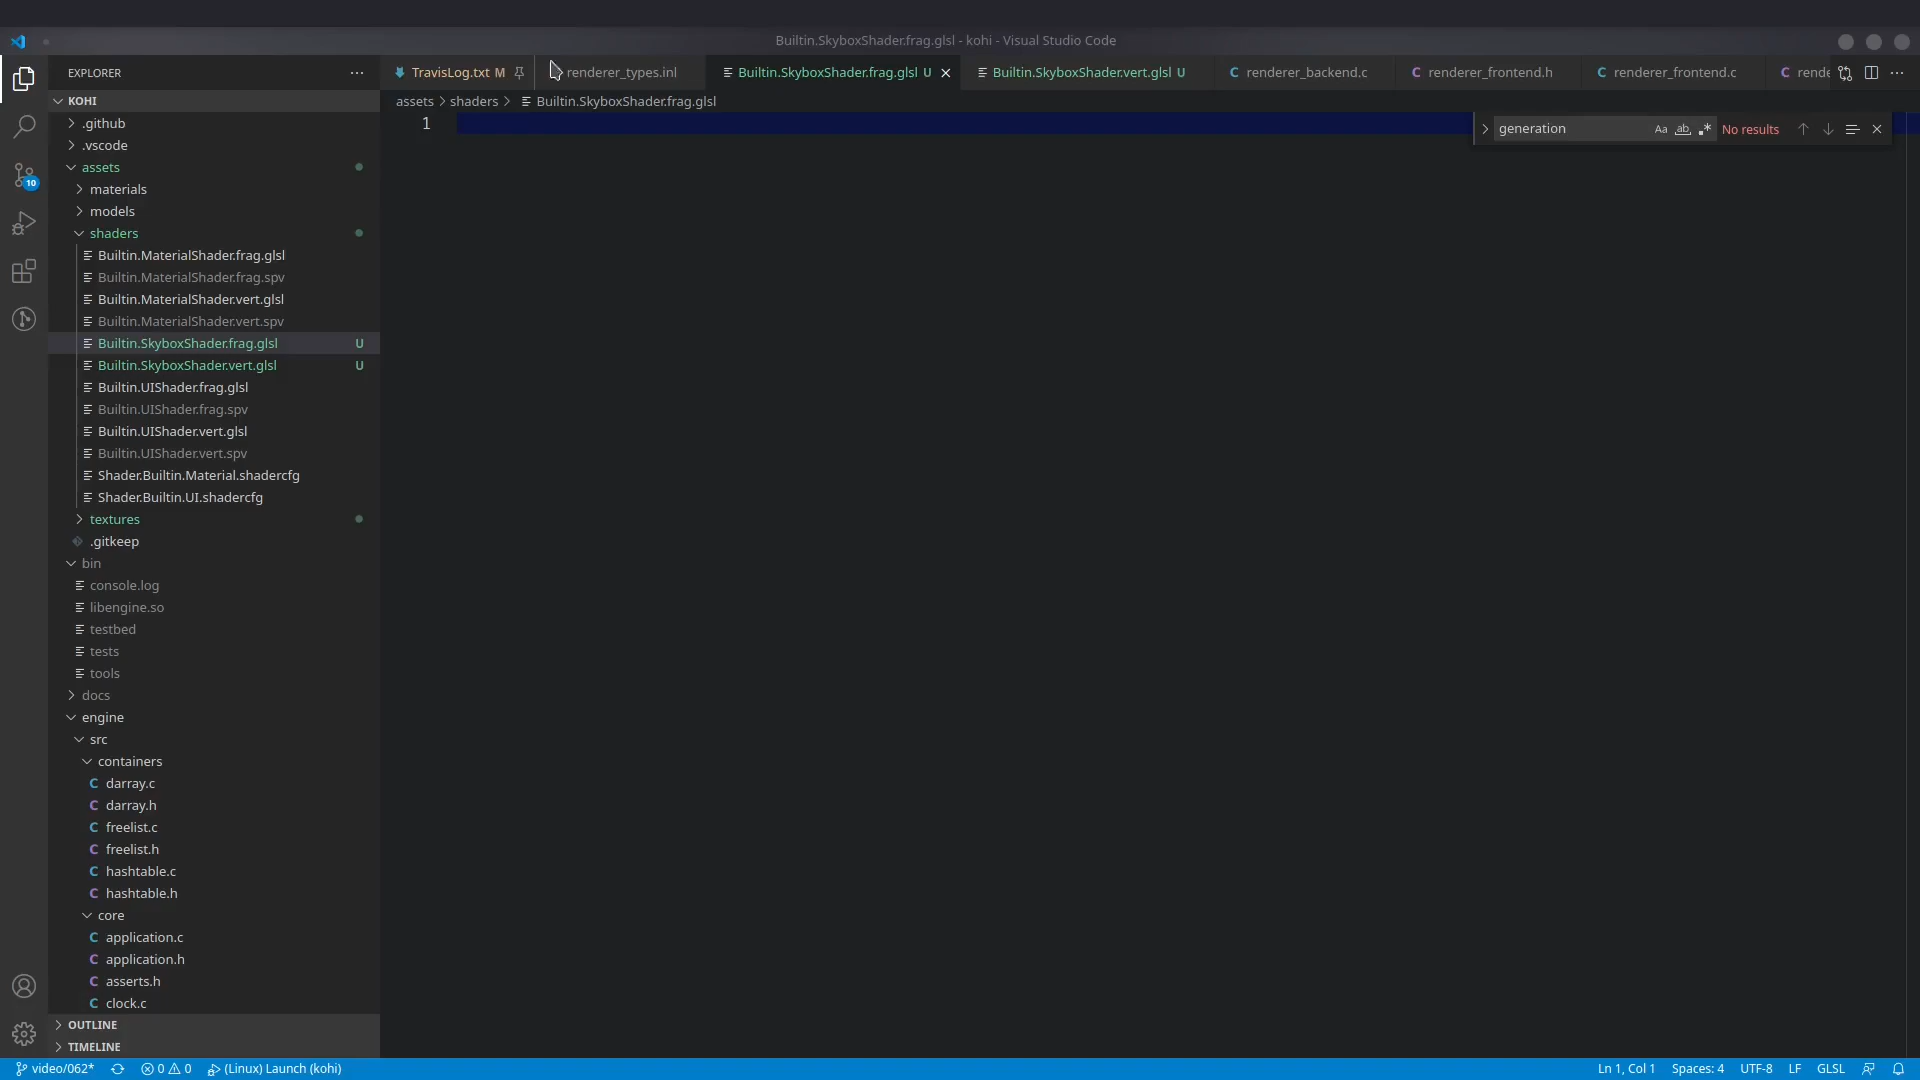 Builtin.SkyboxShader.frag.glsl - kohi - Visual Studio Code
EXPLORER
TravisLog.txt M
renderer_types.inl
Builtin.SkyboxShader.frag.glsl U
Builtin.SkyboxShader.vert.glsl U
renderer_backend.c
renderer_frontend.h
renderer_frontend.c
rende
KOHI
assets > shaders > Builtin.SkyboxShader.frag.glsl
1
generation
Aa
ab
No results
.github
.vscode
assets
materials
models
shaders
Builtin.MaterialShader.frag.glsl
Builtin.MaterialShader.frag.spv
Builtin.MaterialShader.vert.glsl
Builtin.MaterialShader.vert.spv
Builtin.SkyboxShader.frag.glsl U
Builtin.SkyboxShader.vert.glsl U
Builtin.UIShader.frag.glsl
Builtin.UIShader.frag.spv
Builtin.UIShader.vert.glsl
Builtin.UIShader.vert.spv
Shader.Builtin.Material.shadercfg
Shader.Builtin.UI.shadercfg
textures
.gitkeep
bin
console.log
libengine.so
testbed
tests
tools
docs
engine
src
containers
C darray.c
C darray.h
C freelist.c
C freelist.h
C hashtable.c
C hashtable.h
core
C application.c
C application.h
C asserts.h
C clock.c
OUTLINE
TIMELINE
10
video/062*
0
0
(Linux) Launch (kohi)
Ln 1, Col 1
Spaces: 4
UTF-8
LF
GLSL